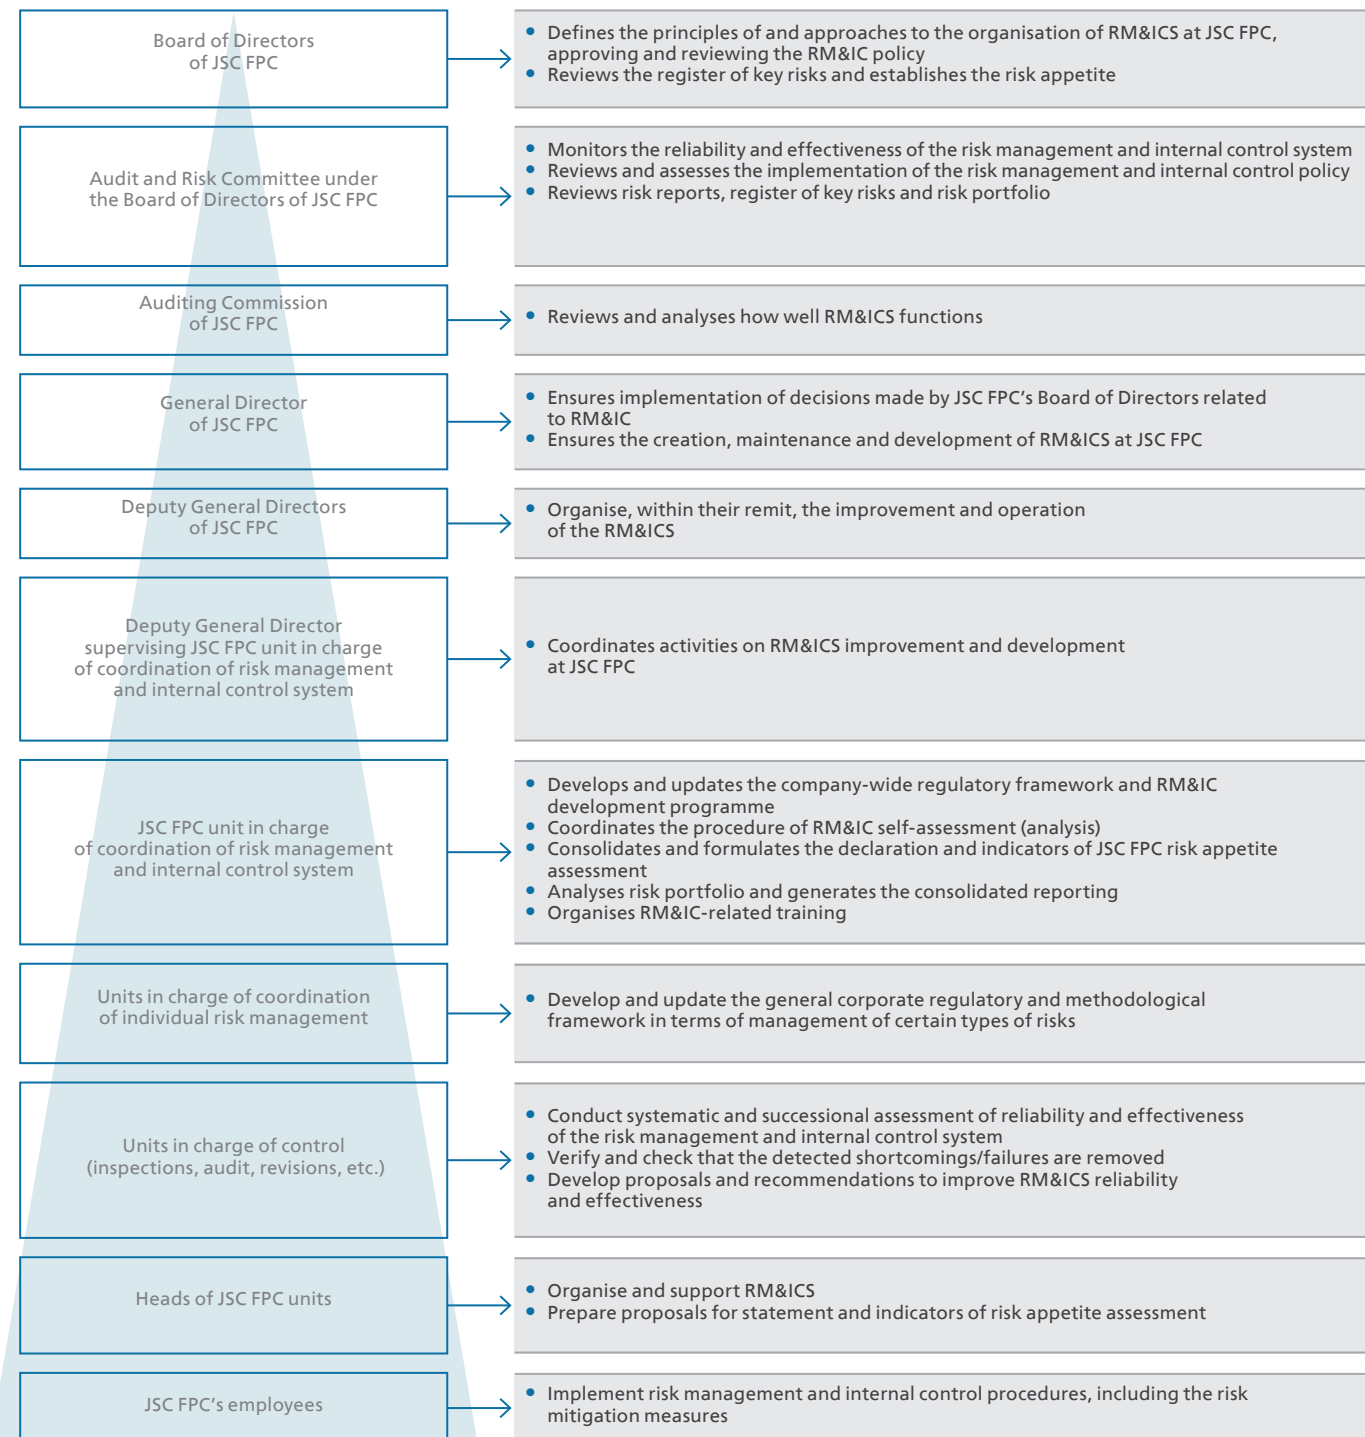 Board of Directors
of JSC FPC
• Defines the principles of and approaches to the organisation of RM&ICS at JSC FPC,
approving and reviewing the RM&IC policy
• Reviews the register of key risks and establishes the risk appetite
Audit and Risk Committee under
the Board of Directors of JSC FPC
• Monitors the reliability and effectiveness of the risk management and internal control system
• Reviews and assesses the implementation of the risk management and internal control policy
• Reviews risk reports, register of key risks and risk portfolio
Auditing Commission
of JSC FPC
• Reviews and analyses how well RM&ICS functions
General Director
of JSC FPC
• Ensures implementation of decisions made by JSC FPC’s Board of Directors related
to RM&IC
• Ensures the creation, maintenance and development of RM&ICS at JSC FPC
Deputy General Directors
of JSC FPC
• Organise, within their remit, the improvement and operation
of the RM&ICS
Deputy General Director
supervising JSC FPC unit in charge
of coordination of risk management
and internal control system
• Coordinates activities on RM&ICS improvement and development
at JSC FPC
JSC FPC unit in charge
of coordination of risk management
and internal control system
• Develops and updates the company-wide regulatory framework and RM&IC
development programme
• Coordinates the procedure of RM&IC self-assessment (analysis)
• Consolidates and formulates the declaration and indicators of JSC FPC risk appetite
assessment
• Analyses risk portfolio and generates the consolidated reporting
• Organises RM&IC-related training
Units in charge of coordination
of individual risk management
• Develop and update the general corporate regulatory and methodological
framework in terms of management of certain types of risks
Units in charge of control
(inspections, audit, revisions, etc.)
• Conduct systematic and successional assessment of reliability and effectiveness
of the risk management and internal control system
• Verify and check that the detected shortcomings/failures are removed
• Develop proposals and recommendations to improve RM&ICS reliability
and effectiveness
Heads of JSC FPC units
• Organise and support RM&ICS
• Prepare proposals for statement and indicators of risk appetite assessment
JSC FPC’s employees
• Implement risk management and internal control procedures, including the risk
mitigation measures